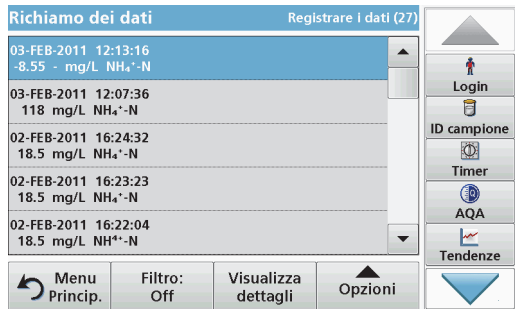 Richiamo dei dati
Registrare i dati (27)
03-FEB-2011 12:13:16
-8.55 - mg/L NH₄⁺-N
03-FEB-2011 12:07:36
118 mg/L NH₄⁺-N
02-FEB-2011 16:24:32
18.5 mg/L NH₄⁺-N
02-FEB-2011 16:23:23
18.5 mg/L NH₄⁺-N
02-FEB-2011 16:22:04
18.5 mg/L NH⁴⁺-N
Login
ID campione
Timer
AQA
Tendenze
Menu
Princip.
Filtro:
Off
Visualizza
dettagli
Opzioni